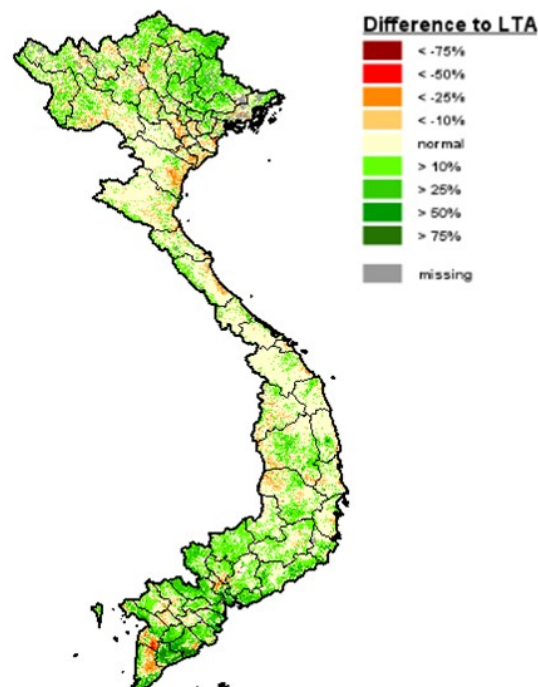 Difference to LTA
< -75%
< -50%
< -25%
< -10%
normal
> 10%
> 25%
> 50%
> 75%
missing